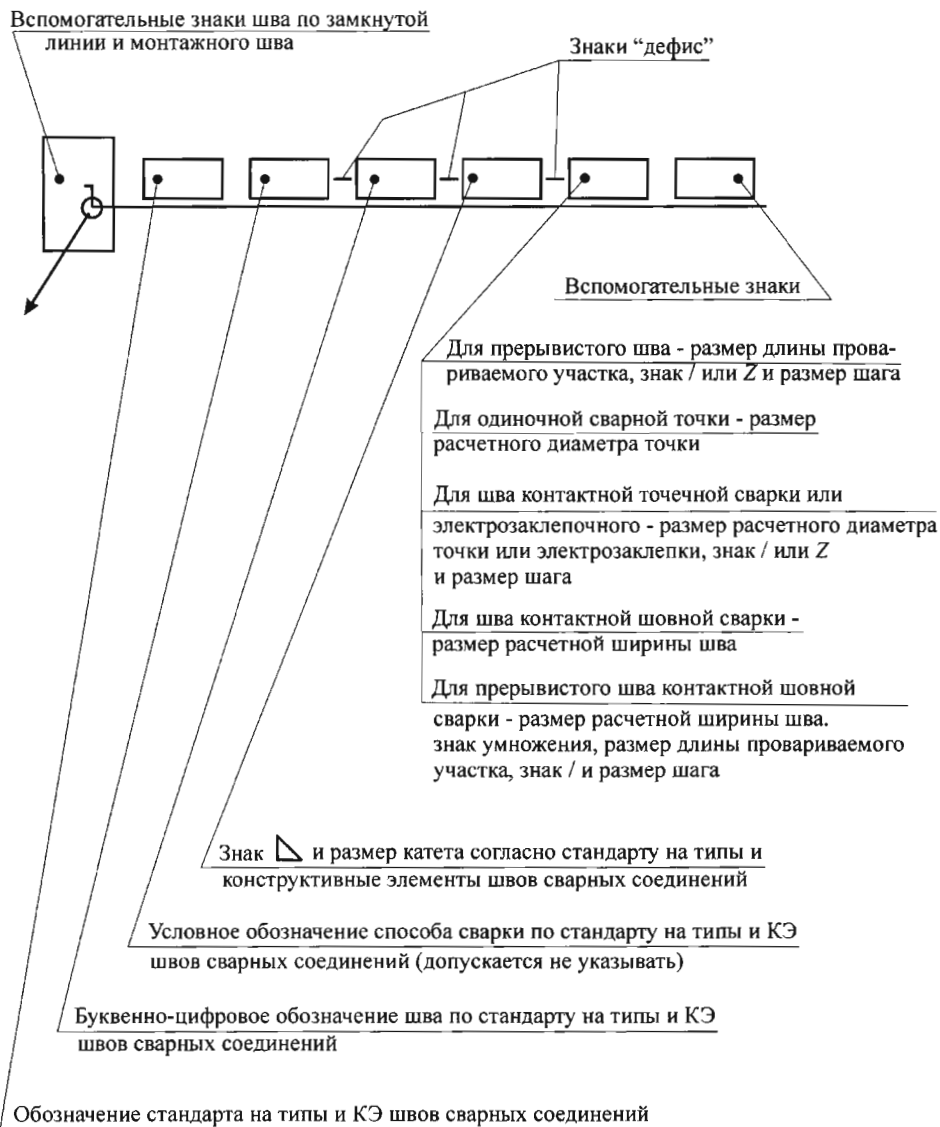 Вспомогательные знаки шва по замкнутой
линии и монтажного шва
Знаки “дефис”
Вспомогательные знаки
Для прерывистого шва - размер длины прова-
риваемого участка, знак / или Z и размер шага
Для одиночной сварной точки - размер
расчетного диаметра точки
Для шва контактной точечной сварки или
электрозаклепочного - размер расчетного диаметра
точки или электрозаклепки, знак / или Z
и размер шага
Для шва контактной шовной сварки -
размер расчетной ширины шва
Для прерывистого шва контактной шовной
сварки - размер расчетной ширины шва.
знак умножения, размер длины провариваемого
участка, знак / и размер шага
Знак и размер катета согласно стандарту на типы и
конструктивные элементы швов сварных соединений
Условное обозначение способа сварки по стандарту на типы и КЭ
швов сварных соединений (допускается не указывать)
Буквенно-цифровое обозначение шва по стандарту на типы и КЭ
швов сварных соединений
Обозначение стандарта на типы и КЭ швов сварных соединений